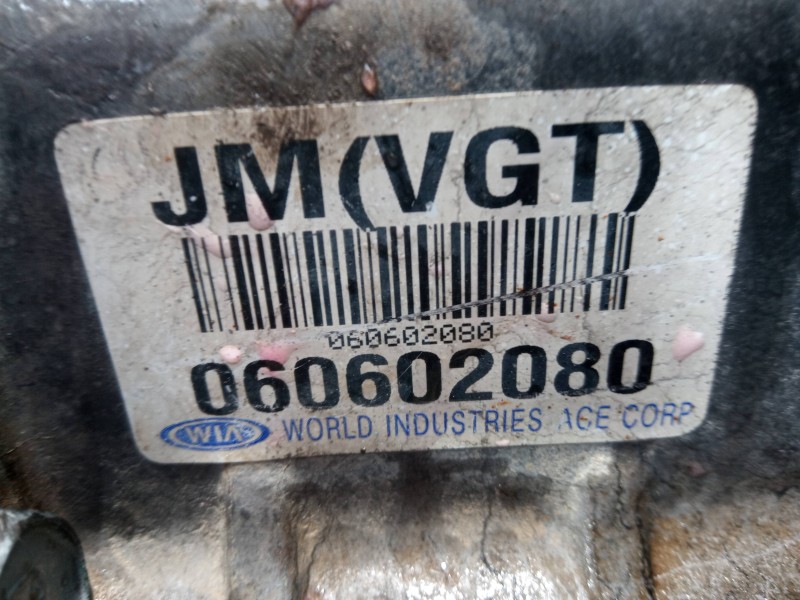 JM(VGT)
060602080
060602080
WIA WORLD INDUSTRIES ACE CORP